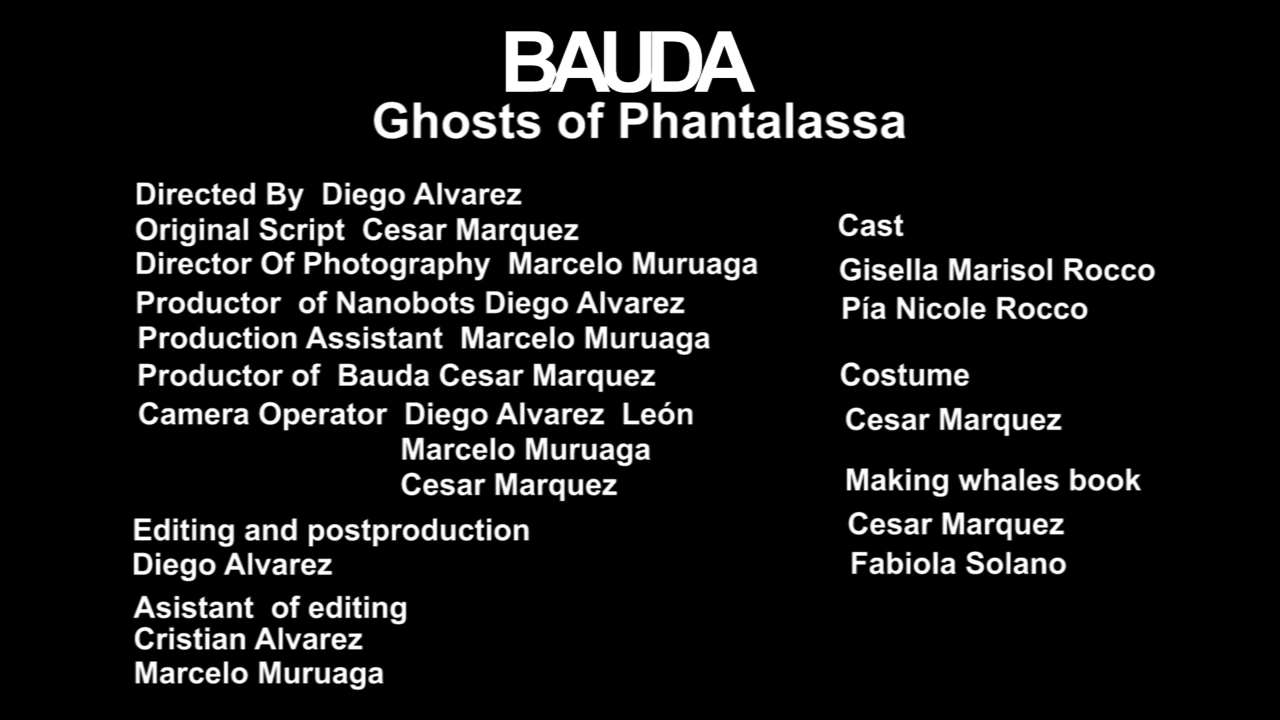 BAUDA
Ghosts of Phantalassa
Directed By  Diego Alvarez
Original Script  Cesar Marquez
Director Of Photography  Marcelo Muruaga
Productor  of Nanobots Diego Alvarez
Production Assistant  Marcelo Muruaga
Productor of  Bauda Cesar Marquez
Camera Operator  Diego Alvarez  León
Marcelo Muruaga
Cesar Marquez
Editing and postproduction
Diego Alvarez
Asistant  of editing
Cristian Alvarez
Marcelo Muruaga
Cast
Gisella Marisol Rocco
Pía Nicole Rocco
Costume
Cesar Marquez
Making whales book
Cesar Marquez
Fabiola Solano